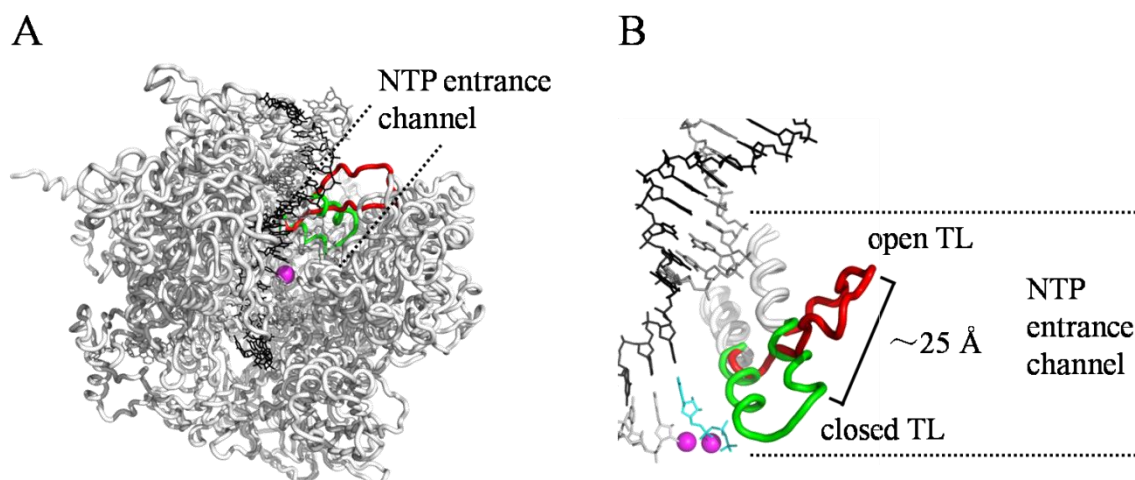 A
NTP entrance
channel
B
open TL
NTP
entrance
channel
~25 Å
closed TL